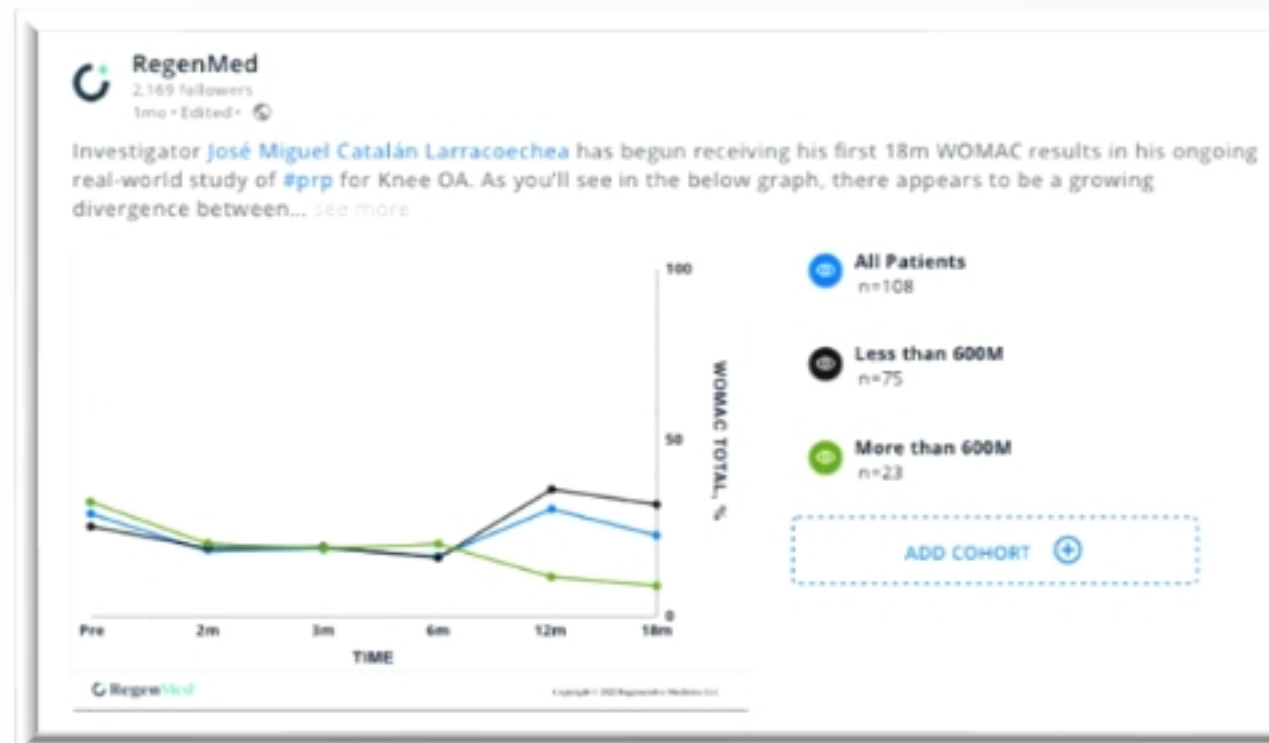 RegenMed
2,169 followers
1mo • Edited •
Investigator José Miguel Catalán Larracoechea has begun receiving his first 18m WOMAC results in his ongoing
real-world study of #prp for Knee OA. As you'll see in the below graph, there appears to be a growing
divergence between... see more
100
50
0
WOMAC TOTAL, %
Pre 2m 3m 6m 12m 18m
TIME
RegenMed
All Patients
n=108
Less than 600M
n=75
More than 600M
n=23
ADD COHORT